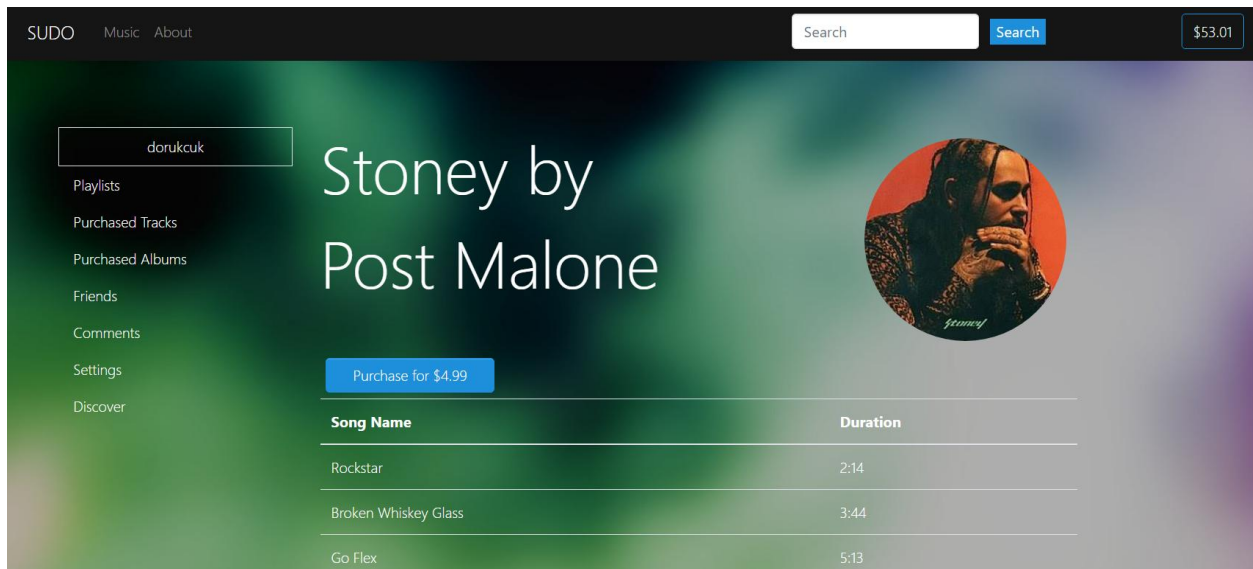 SUDO Music About Search Search $53.01
dorukcuk
Playlists
Purchased Tracks
Purchased Albums
Friends
Comments
Settings
Discover
Stoney by
Post Malone
Stoney
Purchase for $4.99
Song Name Duration
Rockstar 2:14
Broken Whiskey Glass 3:44
Go Flex 5:13